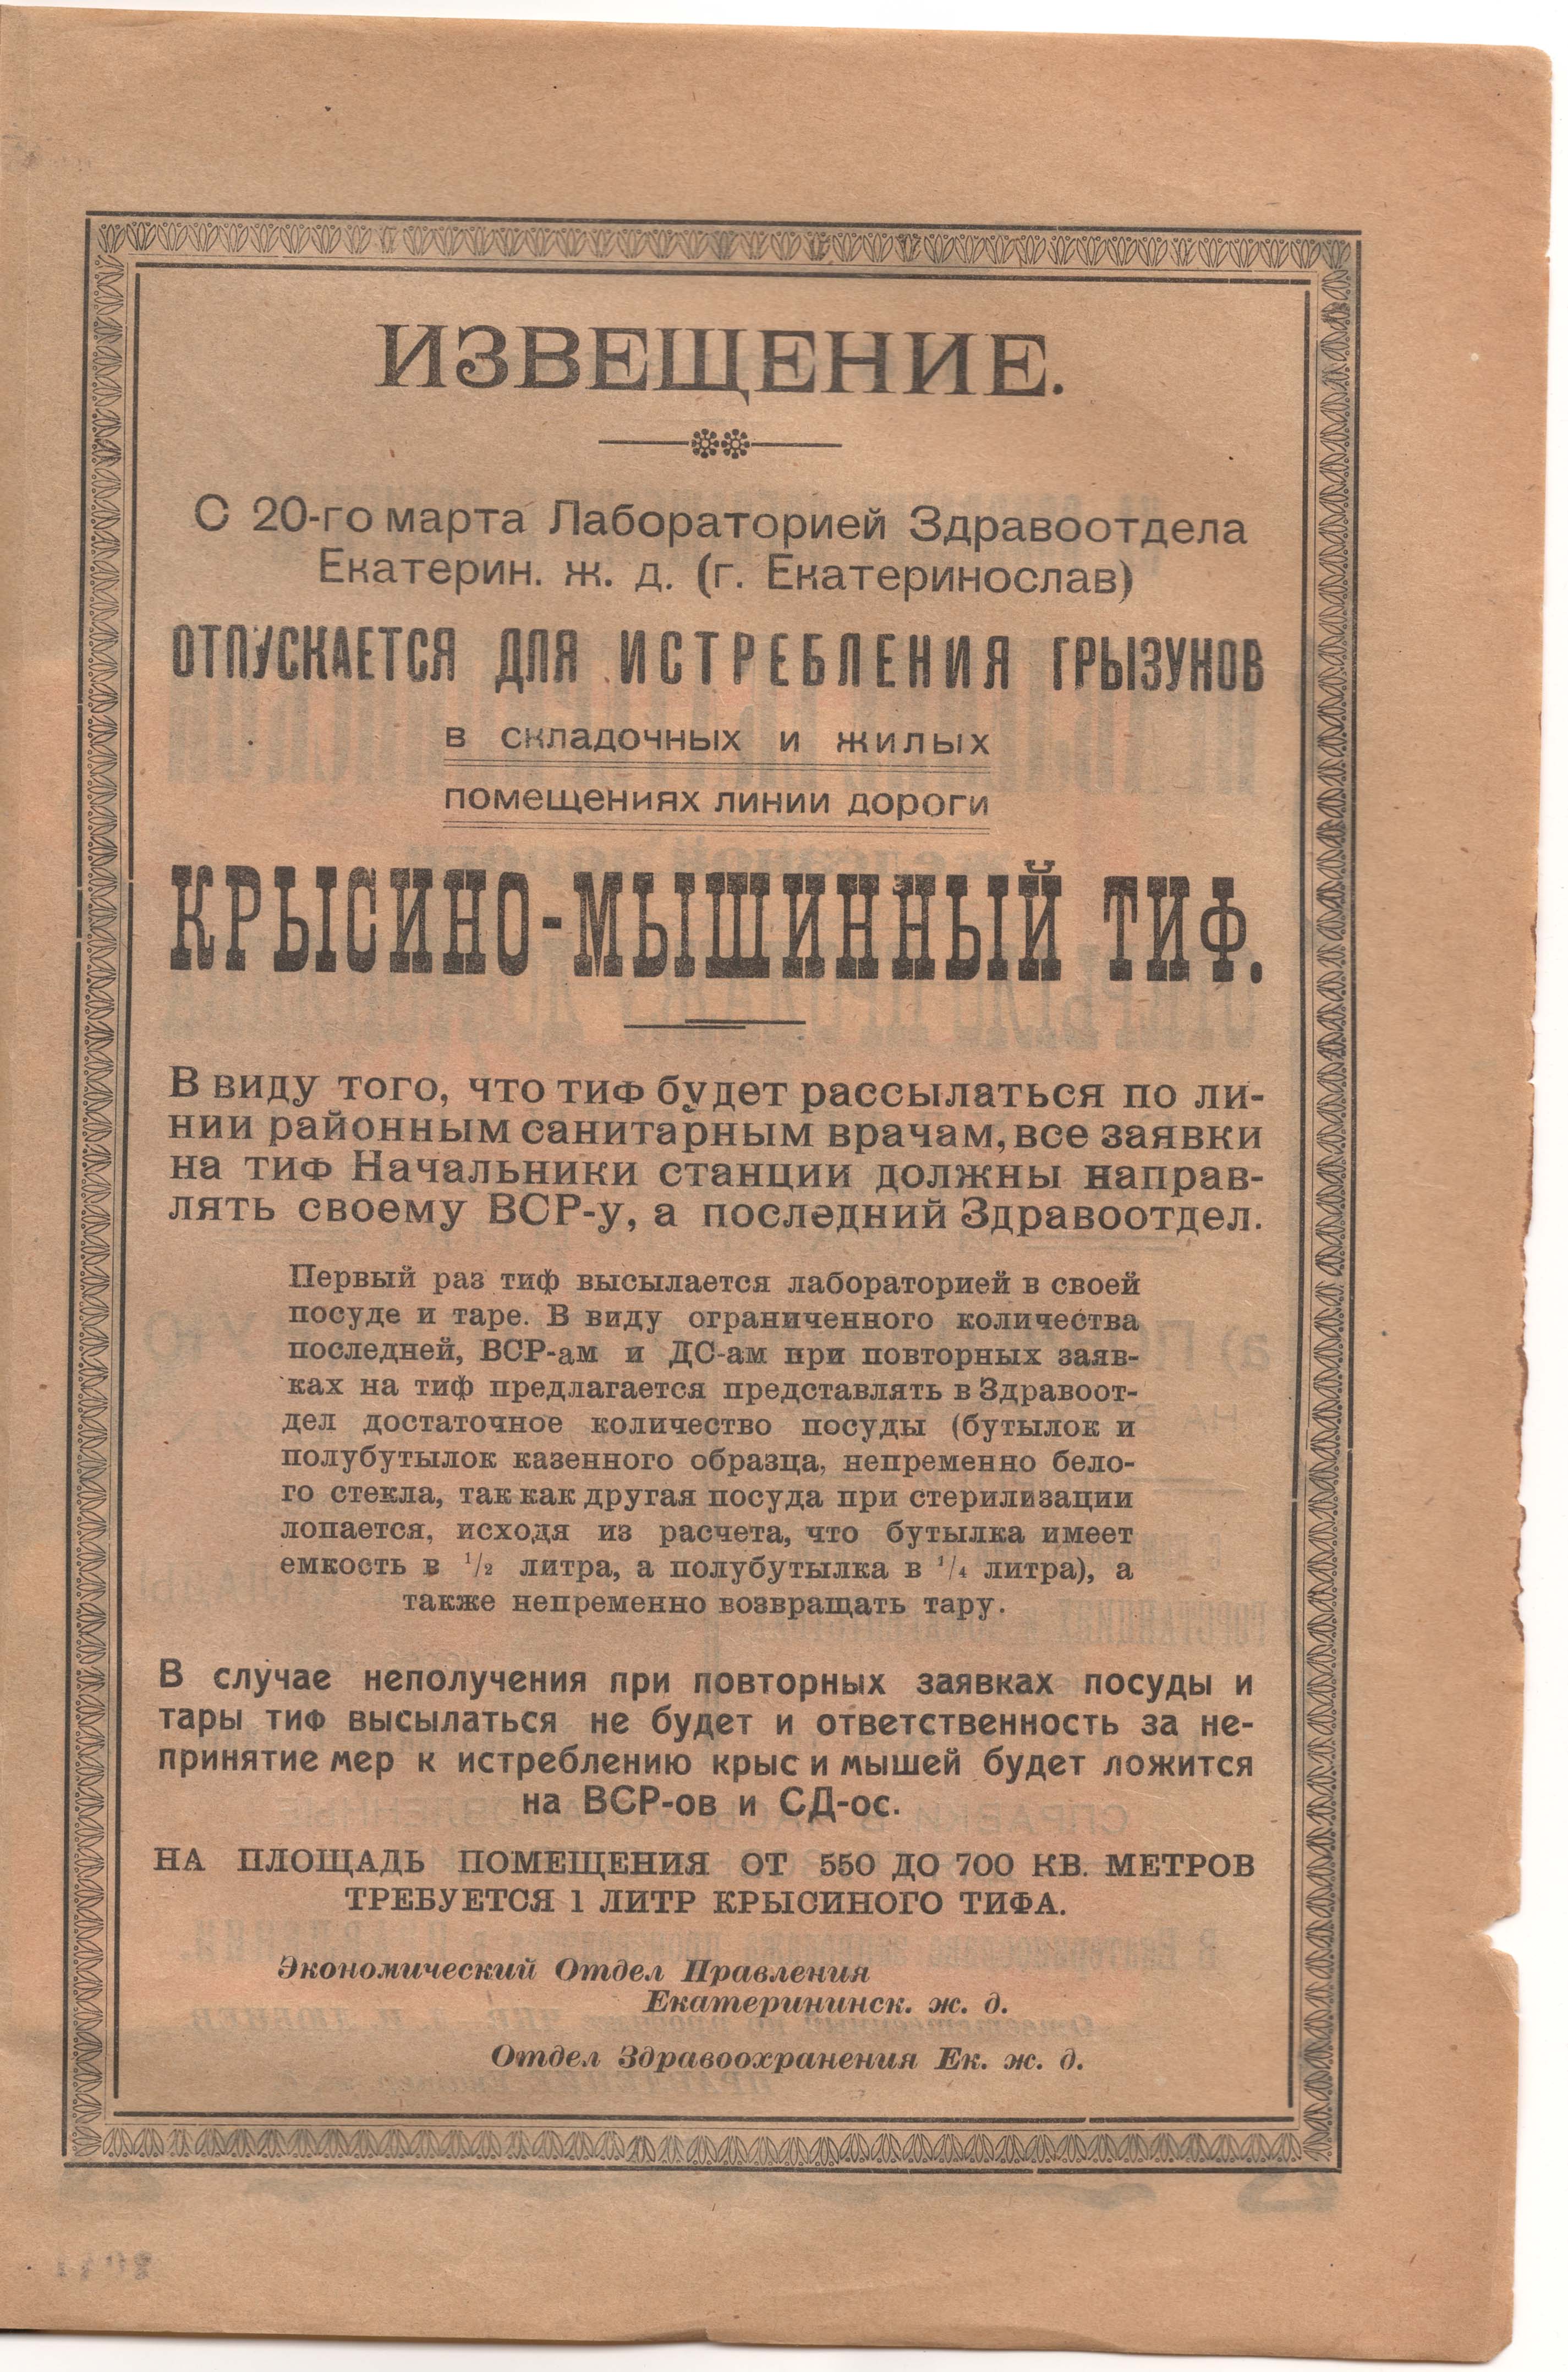 ИЗВЕЩЕНИЕ.
С 20-го марта Лабораторией Здравоотдела
Екатерин. ж. д. (г. Екатеринослав)
ОТПУСКАЕТСЯ ДЛЯ ИСТРЕБЛЕНИЯ ГРЫЗУНОВ
в складочных и жилых
помещениях линии дороги
КРЫСИНО-МЫШИННЫЙ ТИФ.
В виду того, что тиф будет рассылаться по ли-
нии районным санитарным врачам, все заявки
на тиф Начальники станции должны направ-
лять своему ВСР-у, а последний Здравоотдел.
Первый раз тиф высылается лабораторией в своей
посуде и таре. В виду ограниченного количества
последней, ВСР-ам и ДС-ам при повторных заяв-
ках на тиф предлагается представлять в Здравоот-
дел достаточное количество посуды (бутылок и
полубутылок казенного образца, непременно бело-
го стекла, так как другая посуда при стерилизации
лопается, исходя из расчета, что бутылка имеет
емкость в 1/2 литра, а полубутылка в 1/4 литра), а
также непременно возвращать тару.
В случае неполучения при повторных заявках посуды и
тары тиф высылаться не будет и ответственность за не-
принятие мер к истреблению крыс и мышей будет ложится
на ВСР-ов и СД-ос.
НА ПЛОЩАДЬ ПОМЕЩЕНИЯ ОТ 550 ДО 700 КВ. МЕТРОВ
ТРЕБУЕТСЯ 1 ЛИТР КРЫСИНОГО ТИФА.
Экономический Отдел Правления
Екатерининск. ж. д.
Отдел Здравоохранения Ек. ж. д.